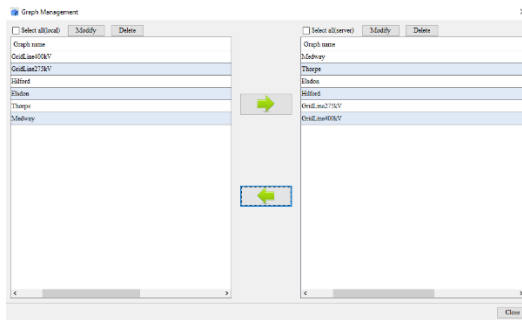 Graph Management
Select all(local) Modify Delete
Graph name
GridLine400kV
GridLine275kV
Hilford
Elsdon
Thorpe
Medway
Select all(server) Modify Delete
Graph name
Medway
Thorpe
Elsdon
Hilford
GridLine275kV
GridLine400kV
Close